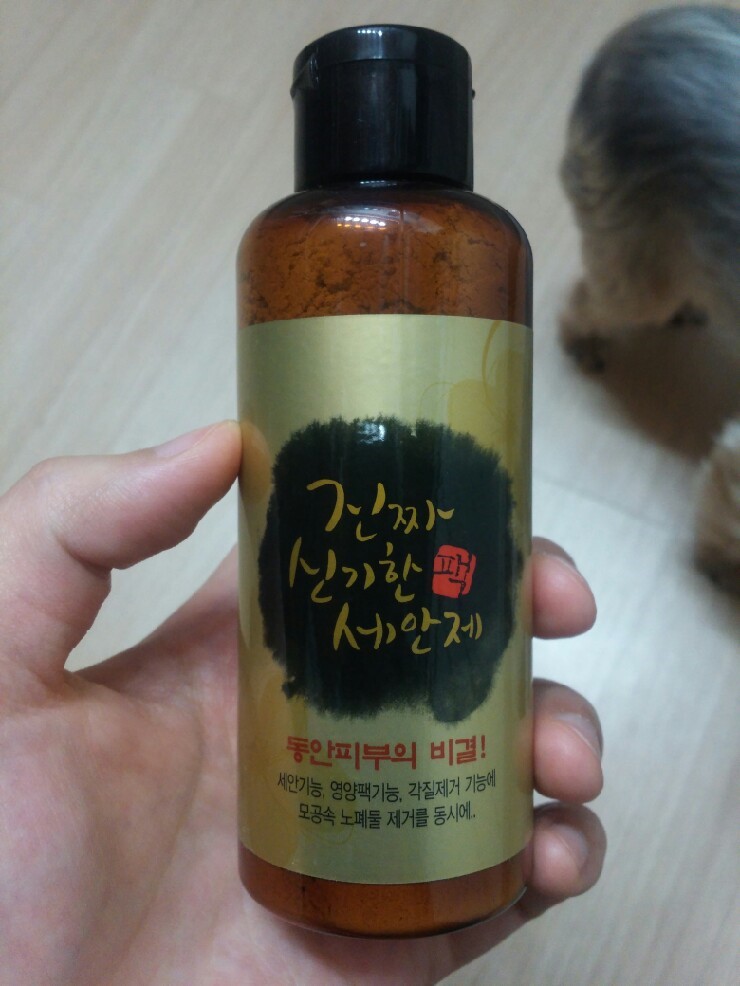 진짜
신기한 팩
세안제
동안피부의 비결!
세안기능, 영양팩기능, 각질제거 기능에
모공속 노폐둘 제거를 동시에..